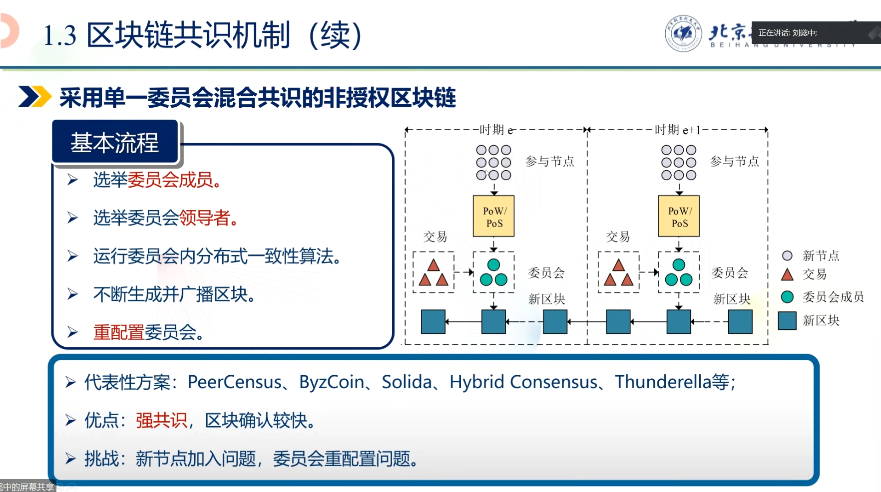 1.3 区块链共识机制（续）
北京
BEIHANG UNIVERSITY
正在讲话: 刘懿中;
采用单一委员会混合共识的非授权区块链
基本流程
➢ 选举委员会成员。
➢ 选举委员会领导者。
➢ 运行委员会内分布式一致性算法。
➢ 不断生成并广播区块。
➢ 重配置委员会。
时期 e
时期 e+1
参与节点
参与节点
PoW/
PoS
PoW/
PoS
交易
交易
委员会
委员会
新区块
新区块
新节点
交易
委员会成员
新区块
➢ 代表性方案：PeerCensus、ByzCoin、Solida、Hybrid Consensus、Thunderella等；
➢ 优点：强共识，区块确认较快。
➢ 挑战：新节点加入问题，委员会重配置问题。
中的屏幕共享